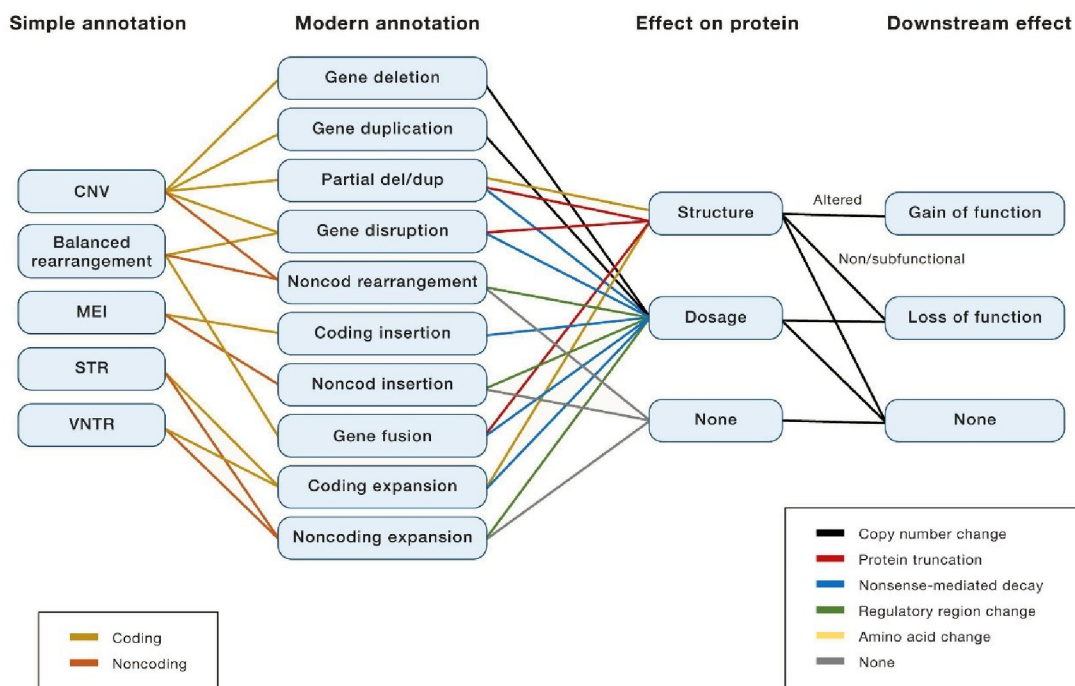 Simple annotation
Modern annotation
Effect on protein
Downstream effect
CNV
Balanced
rearrangement
MEI
STR
VNTR
Gene deletion
Gene duplication
Partial del/dup
Gene disruption
Noncod rearrangement
Coding insertion
Noncod insertion
Gene fusion
Coding expansion
Noncoding expansion
Structure
Dosage
None
Altered
Non/subfunctional
Gain of function
Loss of function
None
Coding
Noncoding
Copy number change
Protein truncation
Nonsense-mediated decay
Regulatory region change
Amino acid change
None